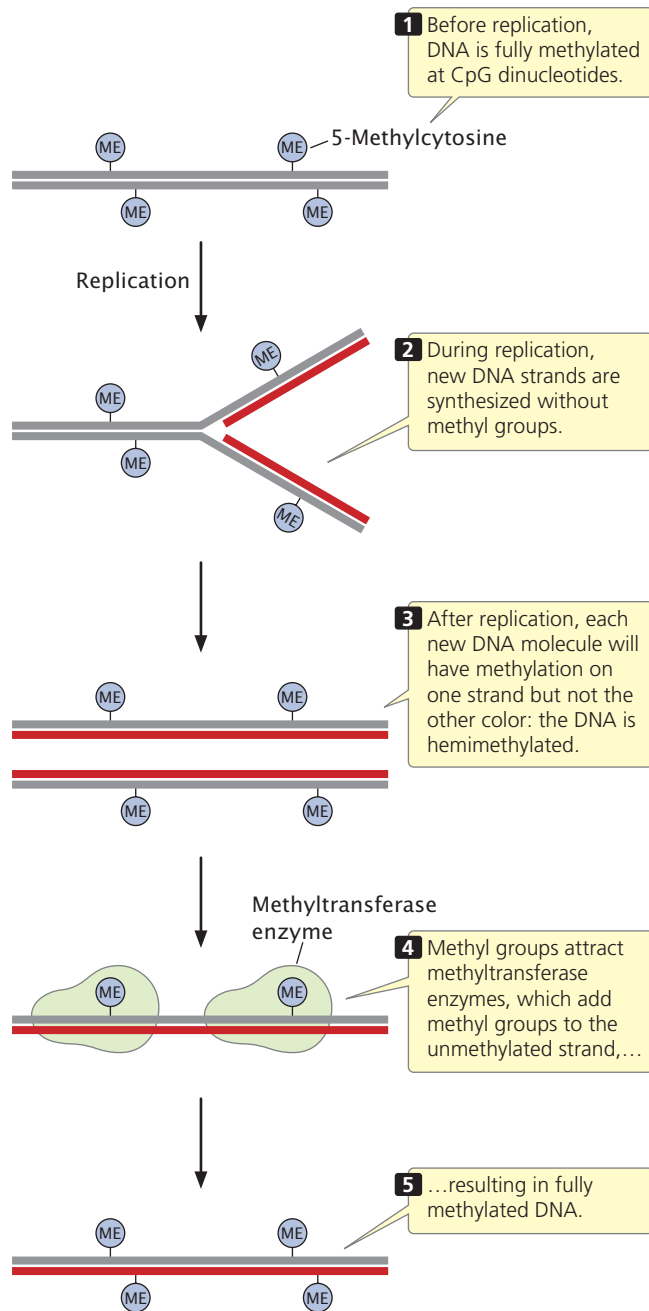 1 Before replication,
DNA is fully methylated
at CpG dinucleotides.
ME
ME
5-Methylcytosine
ME
ME
Replication
ME
2 During replication,
new DNA strands are
synthesized without
methyl groups.
ME
ME
ME
3 After replication, each
new DNA molecule will
have methylation on
one strand but not the
other color: the DNA is
hemimethylated.
ME
ME
ME
ME
Methyltransferase
enzyme
4 Methyl groups attract
methyltransferase
enzymes, which add
methyl groups to the
unmethylated strand,…
ME
ME
5 …resulting in fully
methylated DNA.
ME
ME
ME
ME